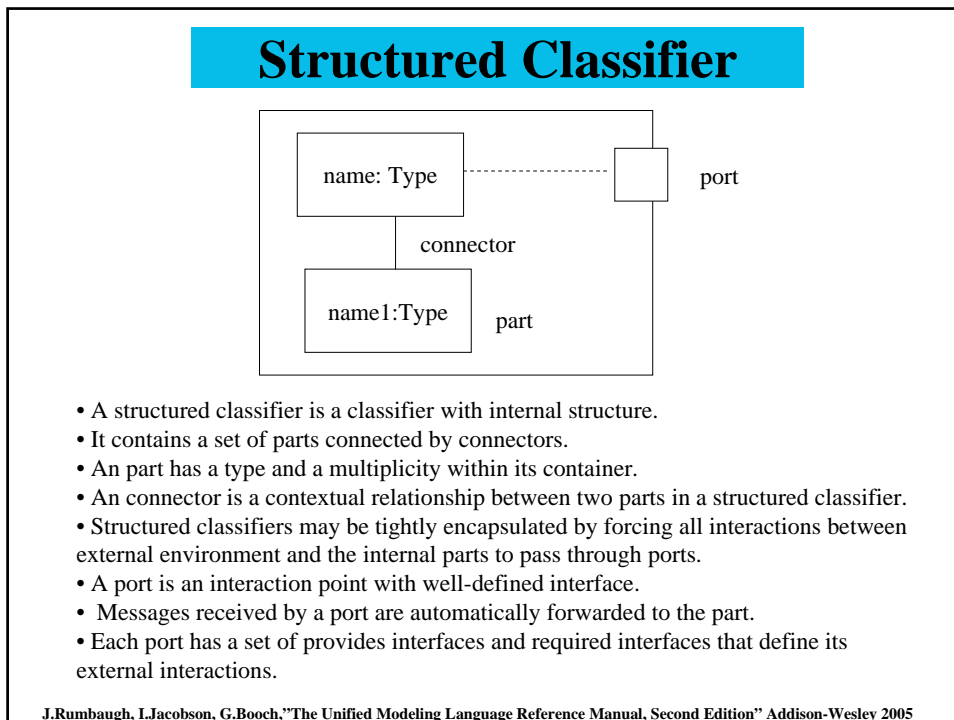 Structured Classifier
name: Type
port
connector
name1:Type
part
• A structured classifier is a classifier with internal structure.
• It contains a set of parts connected by connectors.
• An part has a type and a multiplicity within its container.
• An connector is a contextual relationship between two parts in a structured classifier.
• Structured classifiers may be tightly encapsulated by forcing all interactions between
external environment and the internal parts to pass through ports.
• A port is an interaction point with well-defined interface.
• Messages received by a port are automatically forwarded to the part.
• Each port has a set of provides interfaces and required interfaces that define its
external interactions.
J.Rumbaugh, I.Jacobson, G.Booch,”The Unified Modeling Language Reference Manual, Second Edition” Addison-Wesley 2005